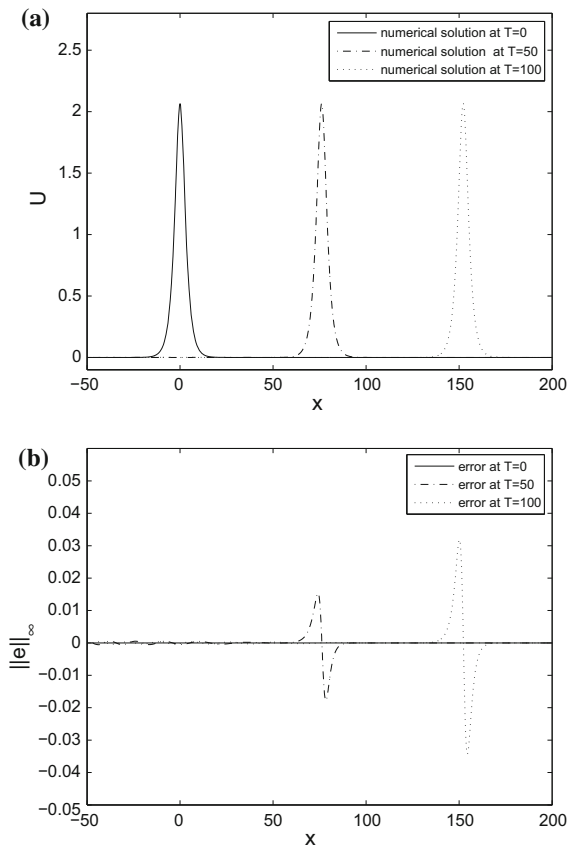 (a)
2.5
2
1.5
1
0.5
0
U
numerical solution at T=0
numerical solution at T=50
numerical solution at T=100
−50 0 50 100 150 200
x
(b)
0.05
0.04
0.03
0.02
0.01
0
−0.01
−0.02
−0.03
−0.04
−0.05
||e||∞
error at T=0
error at T=50
error at T=100
−50 0 50 100 150 200
x